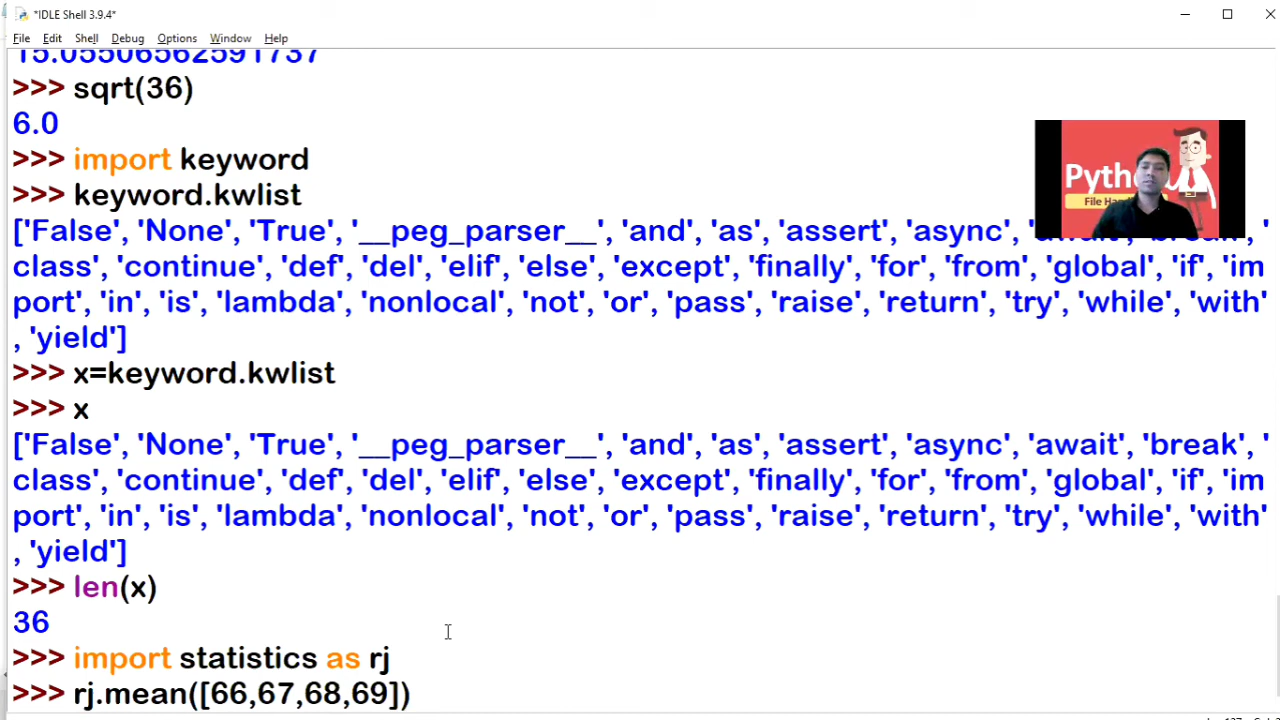 *IDLE Shell 3.9.4*
File Edit Shell Debug Options Window Help
15.05506562591737
>>> sqrt(36)
6.0
>>> import keyword
>>> keyword.kwlist
['False', 'None', 'True', '__peg_parser__', 'and', 'as', 'assert', 'async', 'await', 'break', '
class', 'continue', 'def', 'del', 'elif', 'else', 'except', 'finally', 'for', 'from', 'global', 'if', 'im
port', 'in', 'is', 'lambda', 'nonlocal', 'not', 'or', 'pass', 'raise', 'return', 'try', 'while', 'with'
, 'yield']
>>> x=keyword.kwlist
>>> x
['False', 'None', 'True', '__peg_parser__', 'and', 'as', 'assert', 'async', 'await', 'break', '
class', 'continue', 'def', 'del', 'elif', 'else', 'except', 'finally', 'for', 'from', 'global', 'if', 'im
port', 'in', 'is', 'lambda', 'nonlocal', 'not', 'or', 'pass', 'raise', 'return', 'try', 'while', 'with'
, 'yield']
>>> len(x)
36
>>> import statistics as rj
>>> rj.mean([66,67,68,69])
File